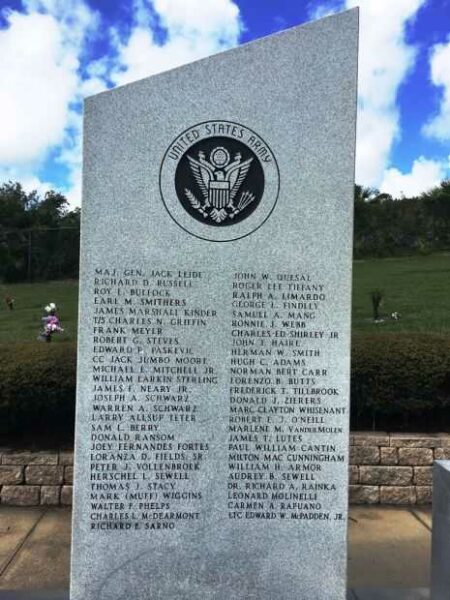 UNITED STATES ARMY
MAJ. GEN. JACK LEIDE
RICHARD D. RUSSELL
ROY E. BUFFOCK
EARL M. SMITHERS
JAMES MARSHALL KINDER
T/5 CHARLES N. GRIFFIN
FRANK MEYER
ROBERT G. STEVES
EDWARD P. PASKEVIC
CC JACK JUMBO MOORE
MICHAEL E. MITCHELL, JR
WILLIAM LARKIN STERLING
JAMES F. NEARY, JR.
JOSEPH A. SCHWARZ
WARREN A. SCHWARZ
LARRY ALLSUF TETER
SAM L. BERRY
DONALD RANSOM
JOEY FERNANDES FORTES
LORANZA D. FIELDS, SR.
PETER J. VOLLENBROEK
HERSCHEL L. SEWELL
THOMAS J. STACY
MARK (MUFF) WIGGINS
WALTER F. PHELPS
CHARLES L. McDEARMONT
RICHARD E. SARNO
JOHN W. QUESAL
ROGER LEE TIFFANY
RALPH A. LIMARDO
GEORGE L. FINDLEY
SAMUEL A. MANG
RONNIE J. WEBB
CHARLES ED SHIRLEY JR
JOHN T. HAIRE
HERMAN W. SMITH
HUGH C. ADAMS
NORMAN BERT CARR
LORENZO B. BUTTS
FREDERICK T. TILLBROOK
DONALD J. ZIERERS
MARC CLAYTON WHISENANT
ROBERT E. J. O'NEILL
MARLENE M. VANDERMOLEN
JAMES T. LUTES
PAUL WILLIAM CANTIN
MILTON MAC CUNNINGHAM
WILLIAM H. ARMOR
AUDREY B. SEWELL
DR. RICHARD A. RAINKA
LEONARD MOLINELLI
CARMEN A. RAFUANO
LTC EDWARD W. McPADDEN, JR.